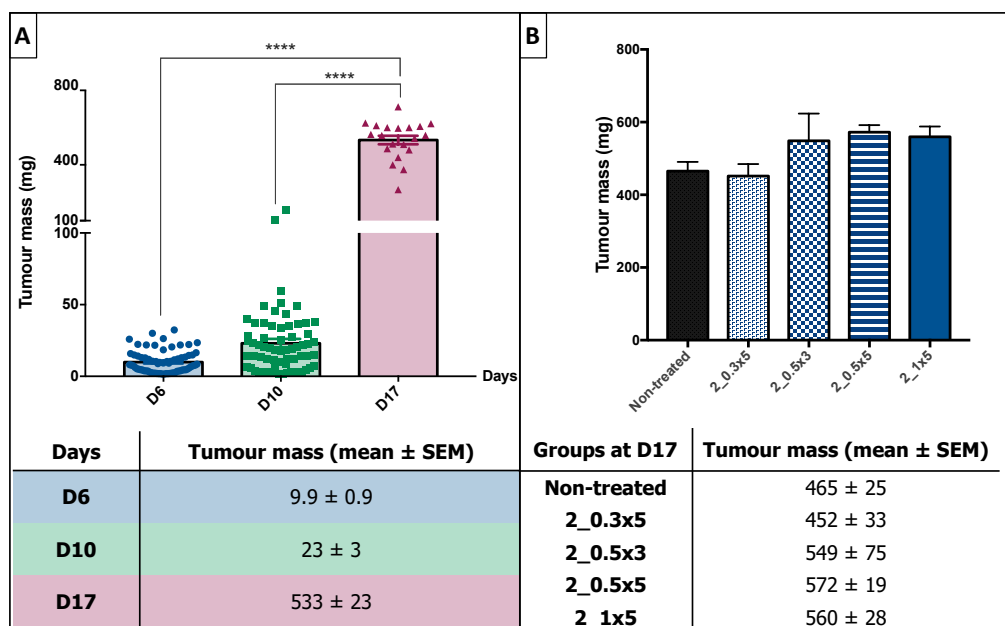 A
****
****
Tumour mass (mg)
800
400
100
100
50
0
Days
D6
D10
D17
Days
Tumour mass (mean ± SEM)
D6
9.9 ± 0.9
D10
23 ± 3
D17
533 ± 23
B
Tumour mass (mg)
800
600
400
200
0
Non-treated
2_0.3x5
2_0.5x3
2_0.5x5
2_1x5
Groups at D17
Tumour mass (mean ± SEM)
Non-treated
465 ± 25
2_0.3x5
452 ± 33
2_0.5x3
549 ± 75
2_0.5x5
572 ± 19
2_1x5
560 ± 28